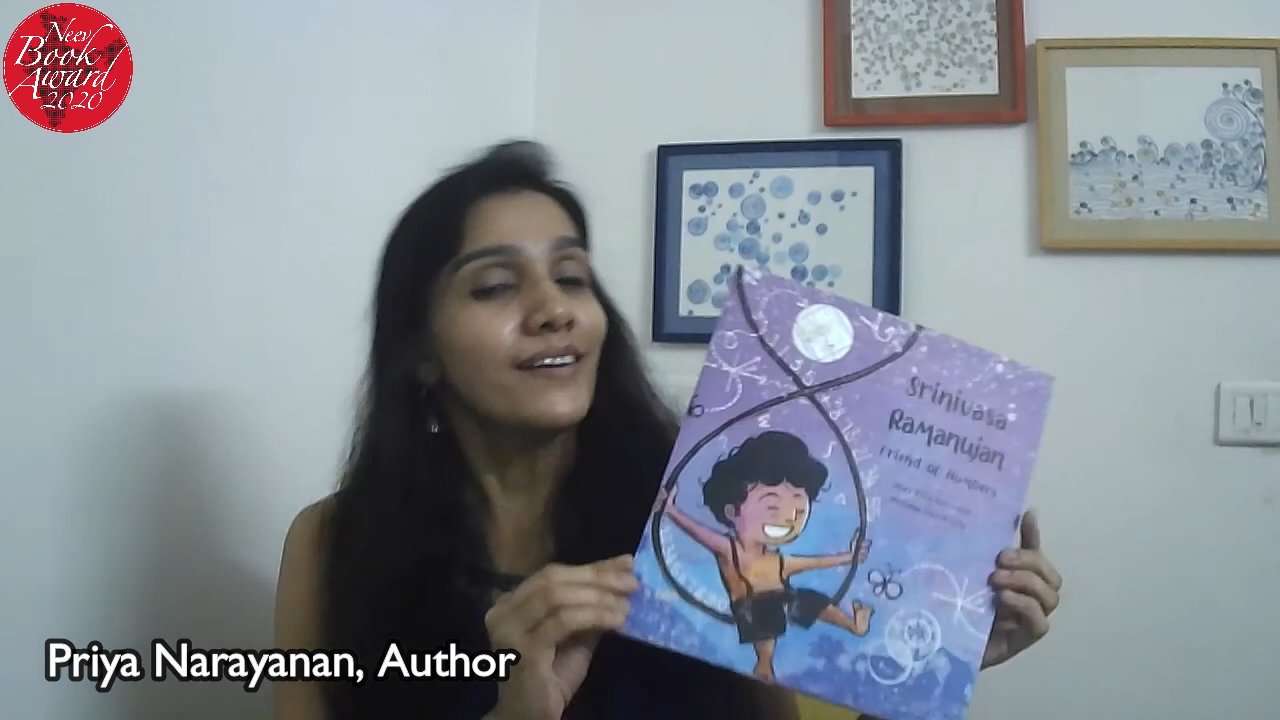 Neev
Book
Award
2020
Srinivasa
Ramanujan
Friend of Numbers
Priya Narayanan, Author